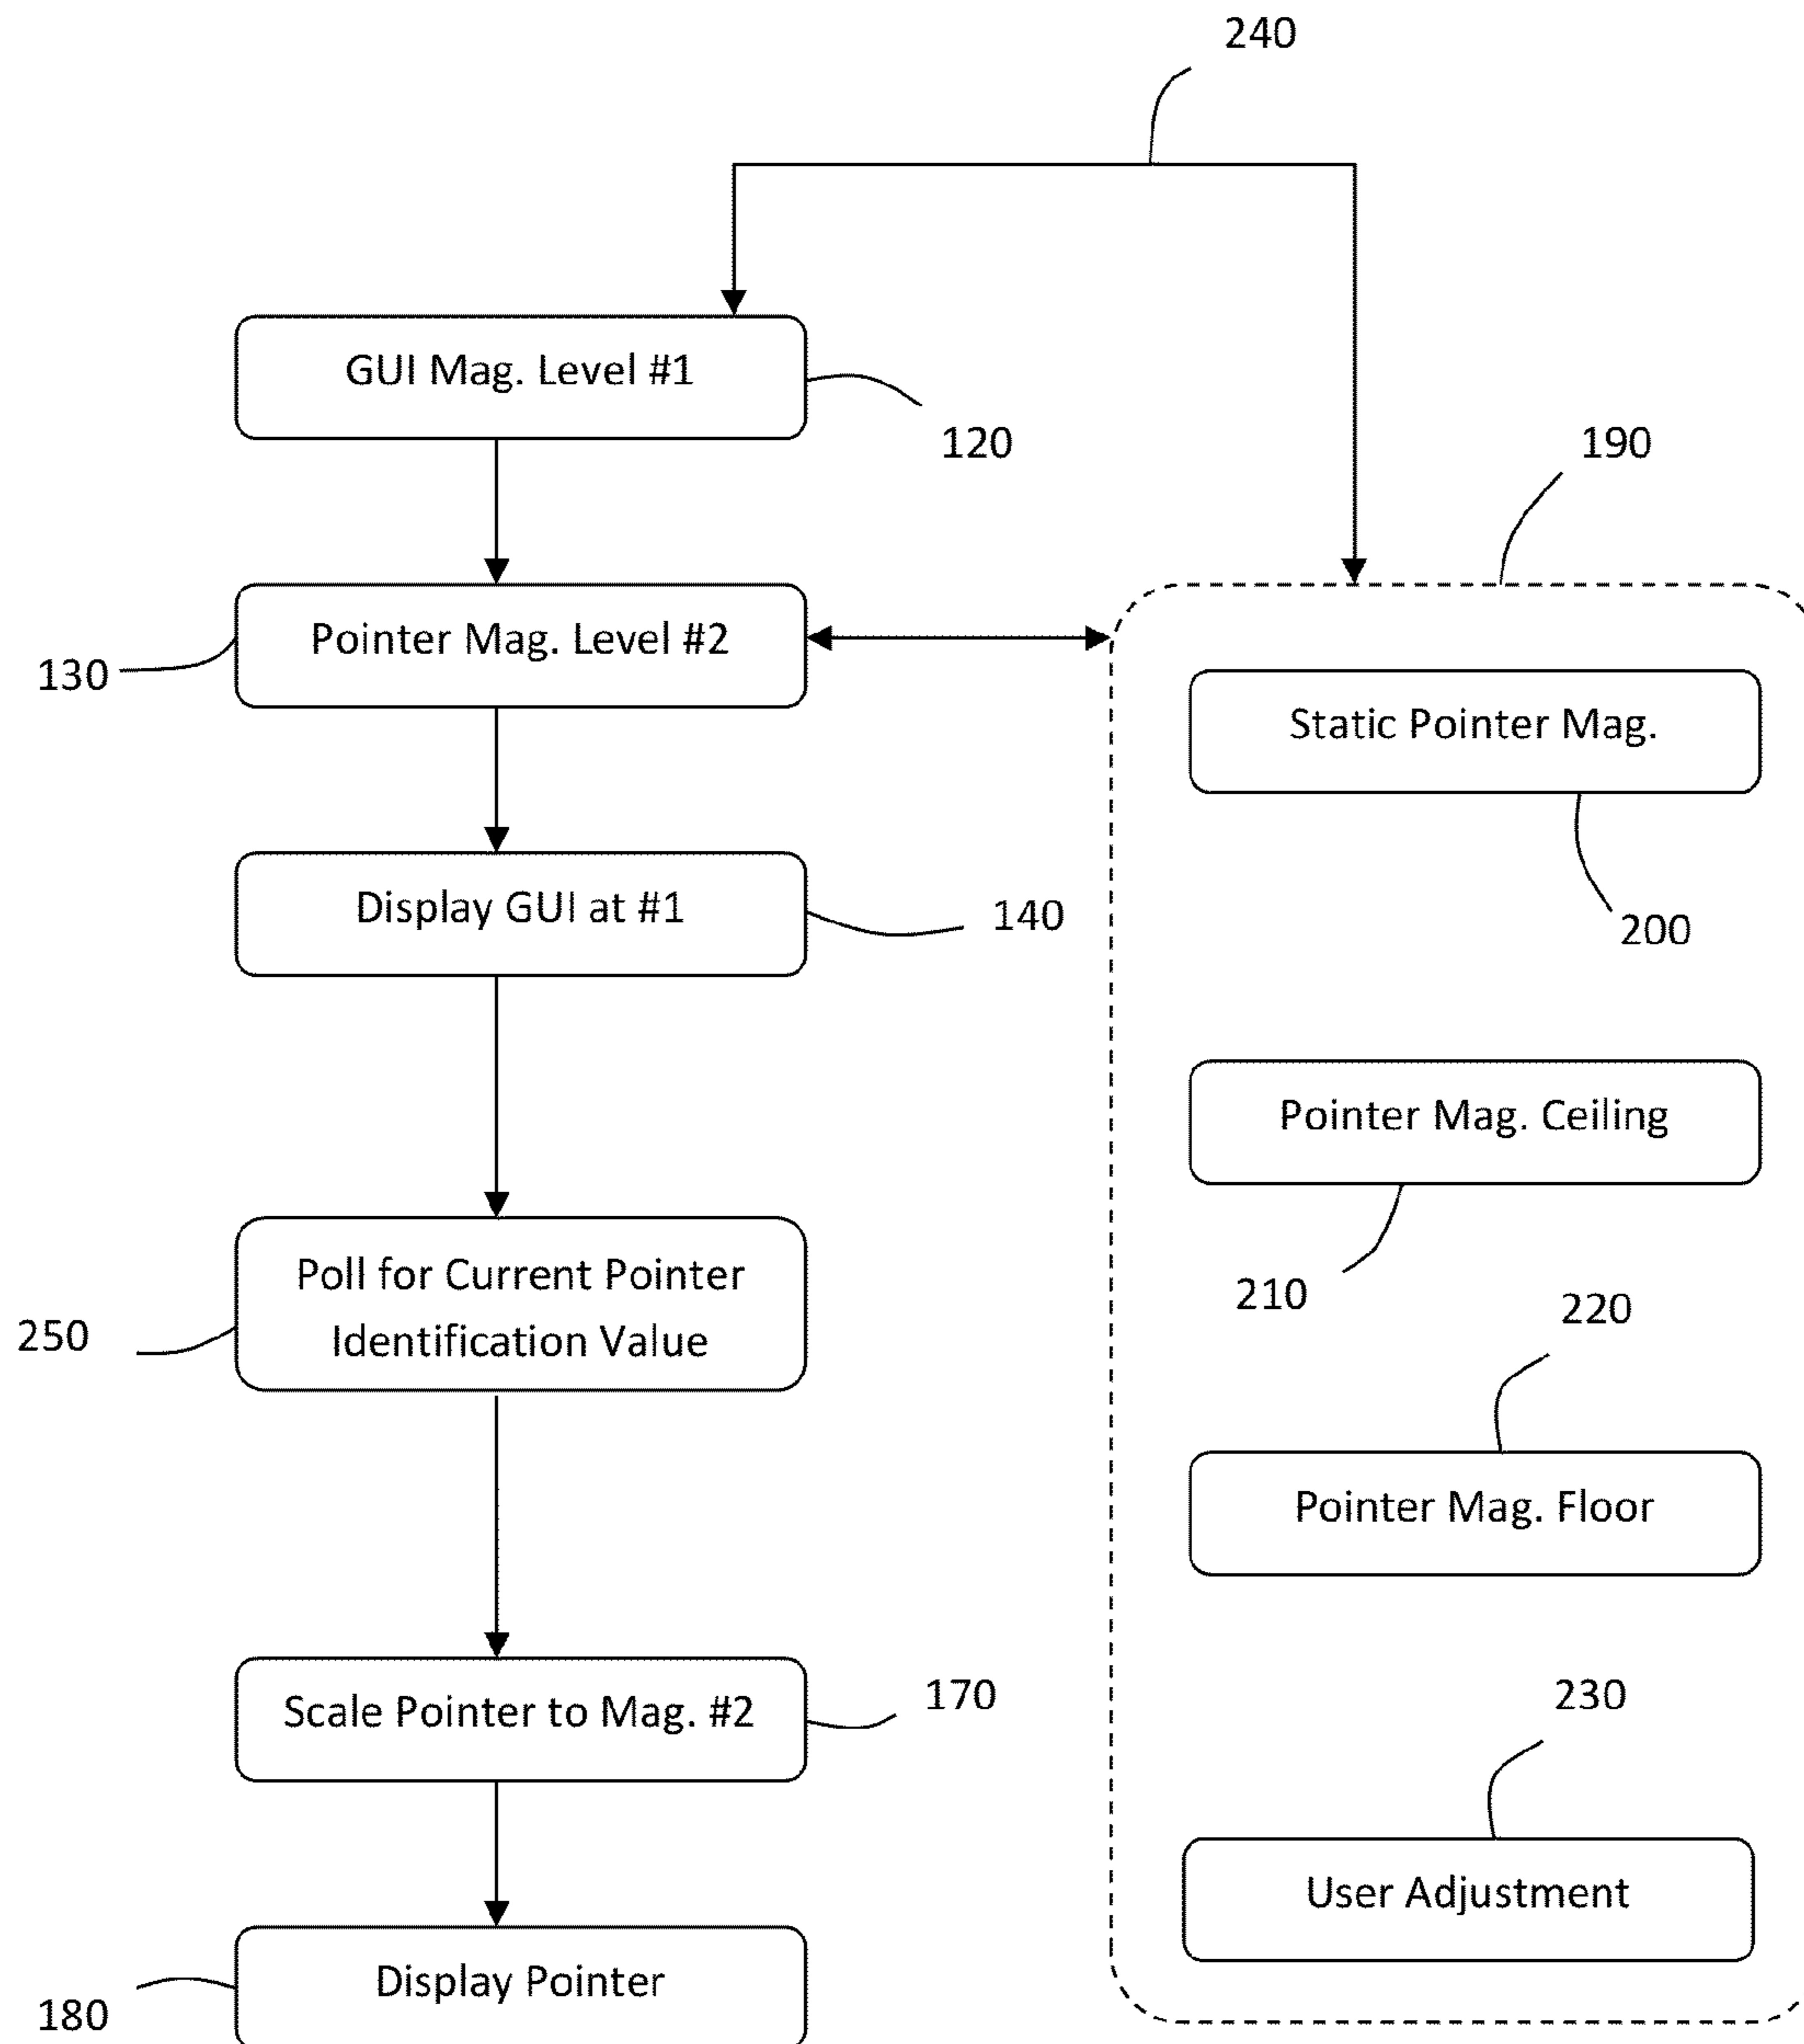 240
GUI Mag. Level #1
120
190
Pointer Mag. Level #2
130
Static Pointer Mag.
200
Display GUI at #1
140
Pointer Mag. Ceiling
210
Poll for Current Pointer
Identification Value
250
220
Pointer Mag. Floor
Scale Pointer to Mag. #2
170
230
User Adjustment
Display Pointer
180